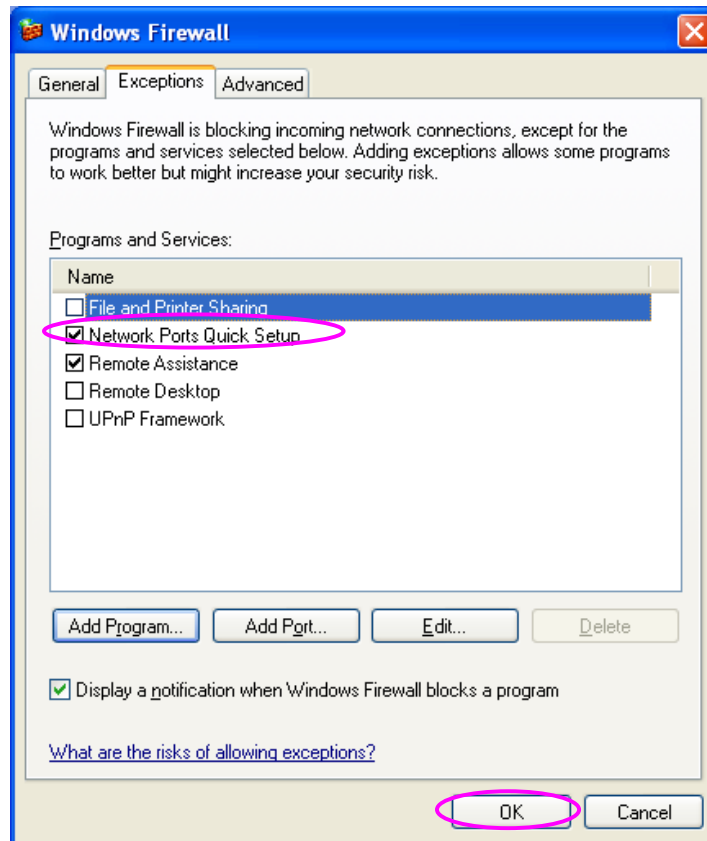 Windows Firewall
General Exceptions Advanced
Windows Firewall is blocking incoming network connections, except for the
programs and services selected below. Adding exceptions allows some programs
to work better but might increase your security risk.
Programs and Services:
Name
File and Printer Sharing
Network Ports Quick Setup
Remote Assistance
Remote Desktop
UPnP Framework
Add Program... Add Port... Edit... Delete
Display a notification when Windows Firewall blocks a program
What are the risks of allowing exceptions?
OK Cancel